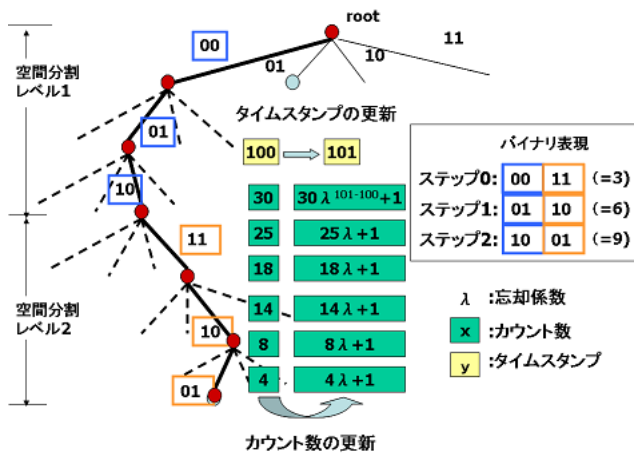 root
00
01
10
11
空間分割
レベル1
01
10
タイムスタンプの更新
100
101
バイナリ表現
ステップ0: 00 11 (=3)
ステップ1: 01 10 (=6)
ステップ2: 10 01 (=9)
30 30λ^101-100+1
25 25λ+1
18 18λ+1
14 14λ+1
8 8λ+1
4 4λ+1
空間分割
レベル2
11
10
01
カウント数の更新
λ :忘却係数
x :カウント数
y :タイムスタンプ